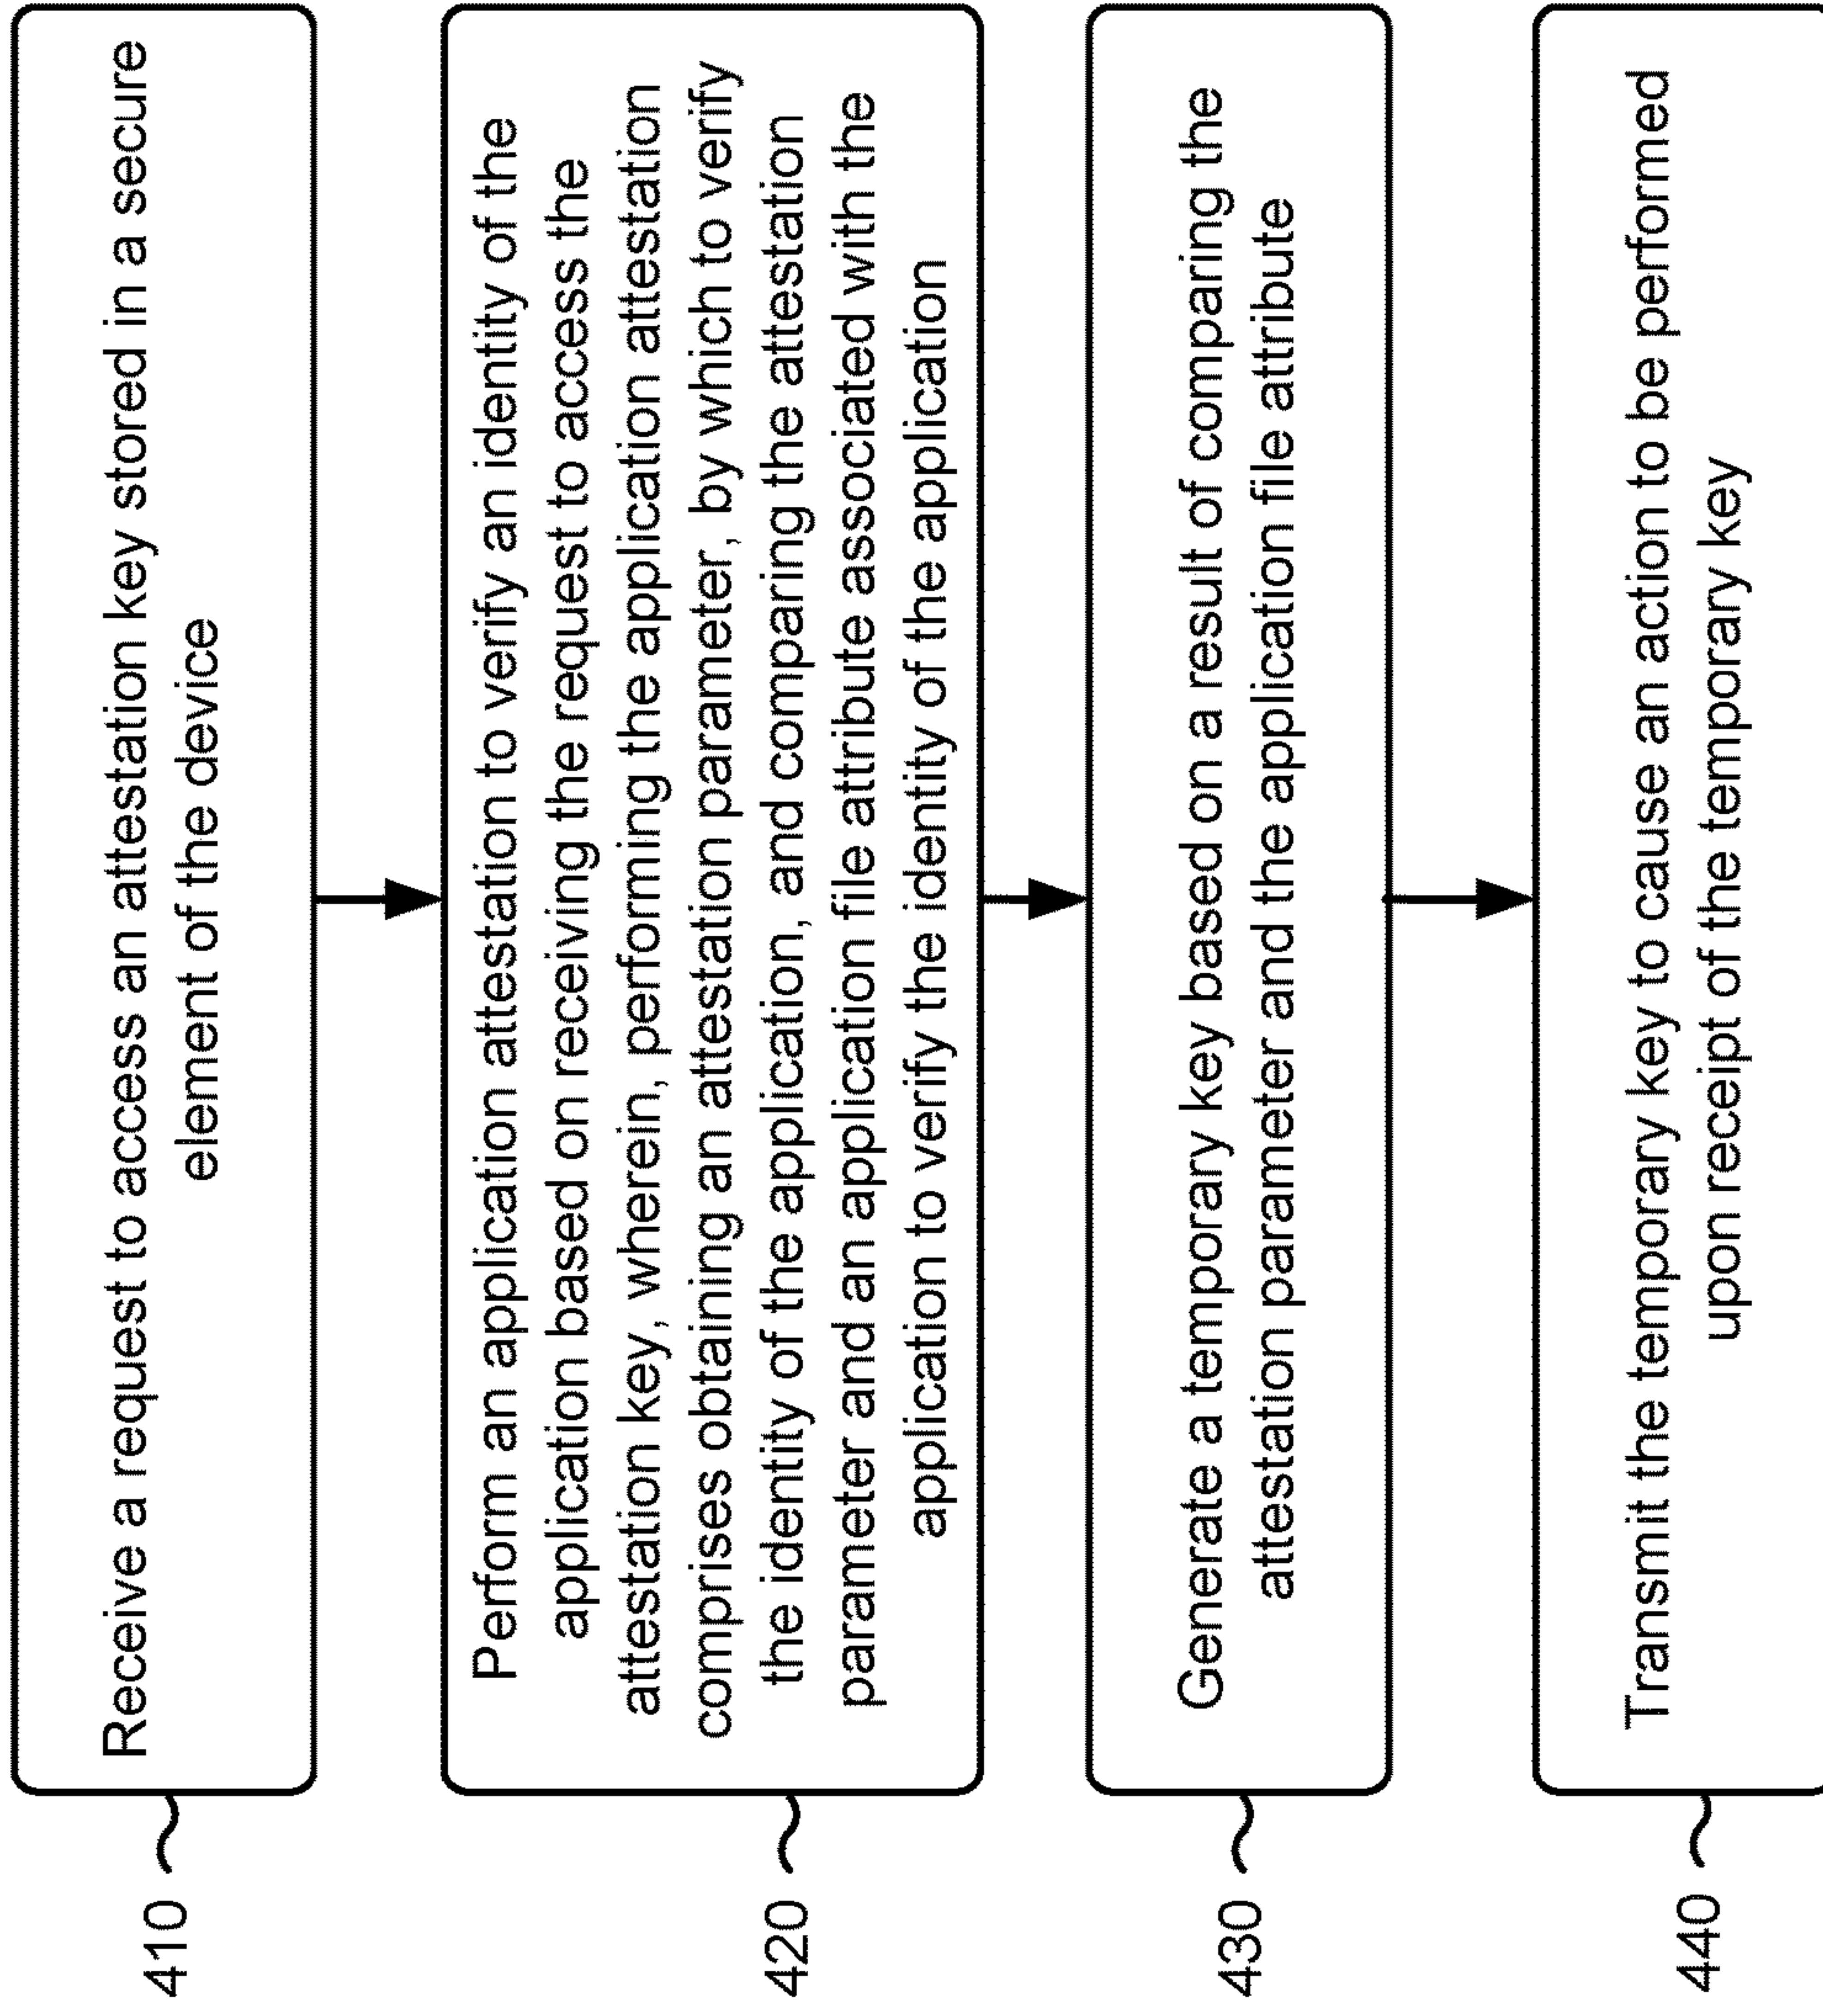 410
Receive a request to access an attestation key stored in a secure
element of the device
420
Perform an application attestation to verify an identity of the
application based on receiving the request to access the
attestation key, wherein, performing the application attestation
comprises obtaining an attestation parameter, by which to verify
the identity of the application, and comparing the attestation
parameter and an application file attribute associated with the
application to verify the identity of the application
430
Generate a temporary key based on a result of comparing the
attestation parameter and the application file attribute
440
Transmit the temporary key to cause an action to be performed
upon receipt of the temporary key